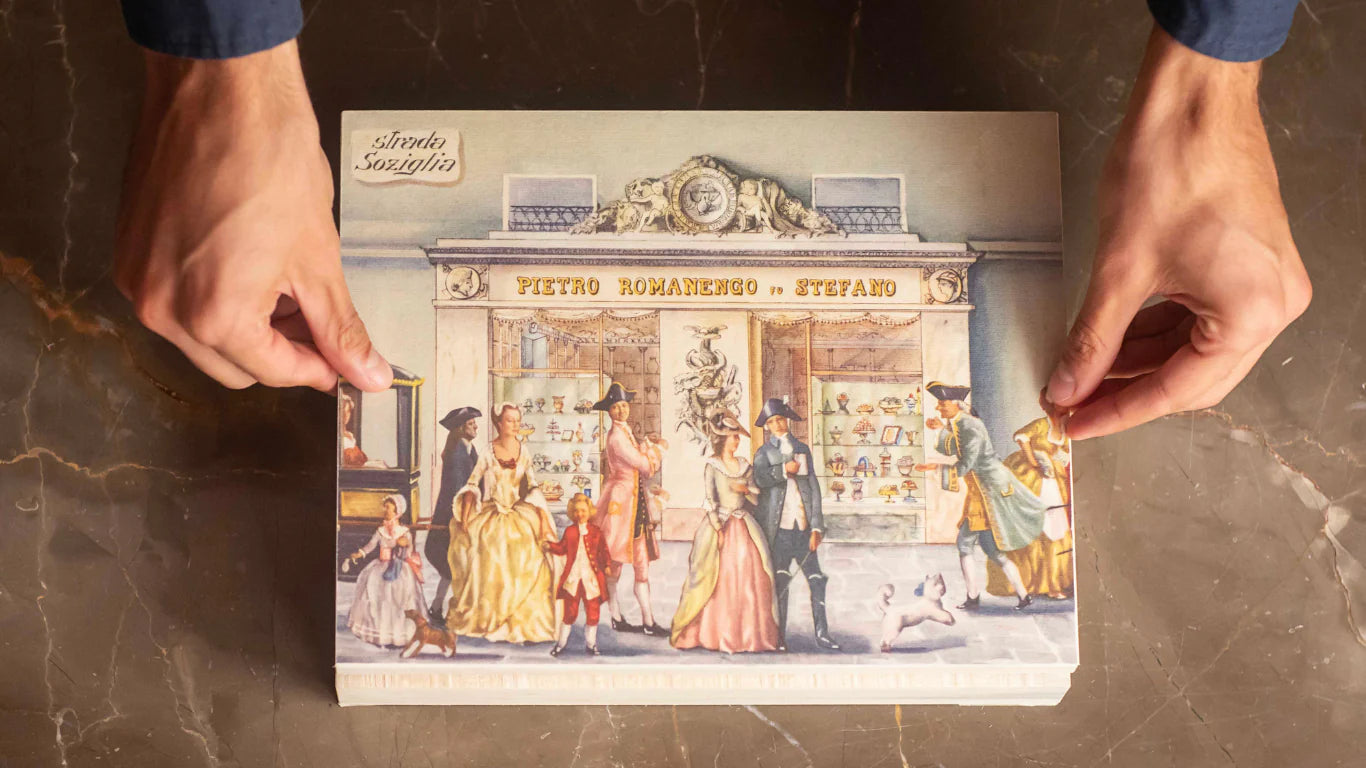 strada
Soziglia
PIETRO ROMANENGO FU STEFANO